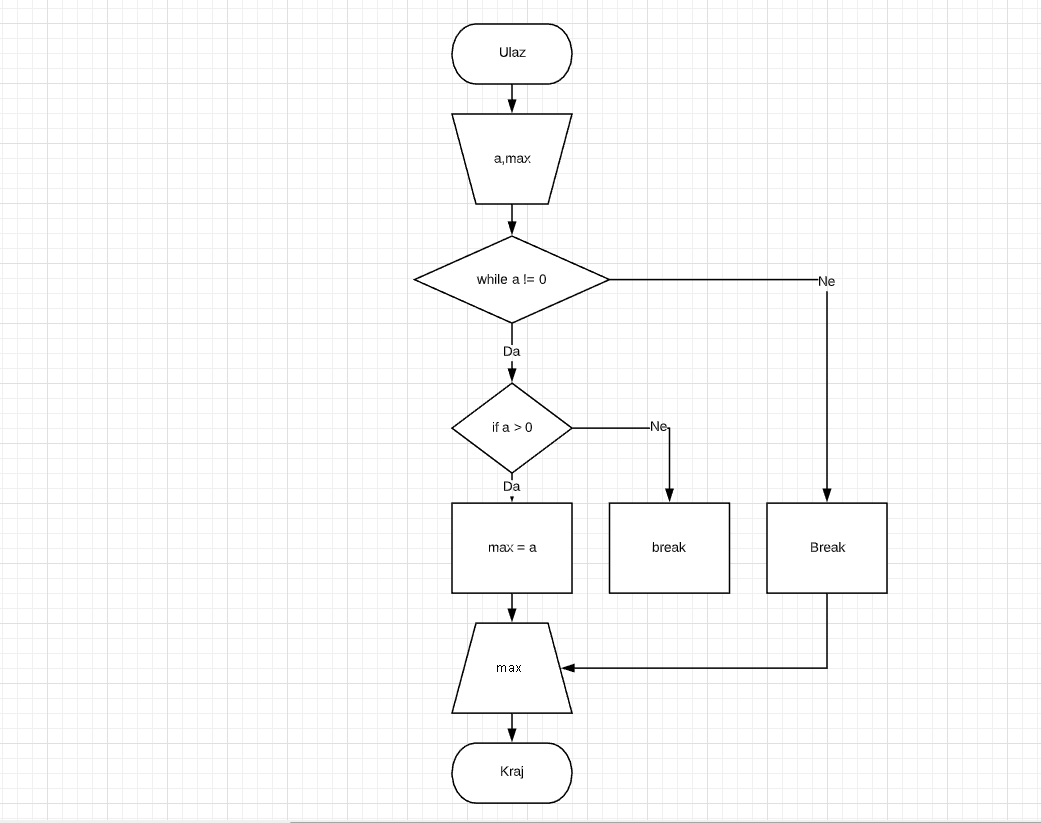 Ulaz
a,max
while a != 0
Ne
Da
if a > 0
Ne
Da
max = a
break
Break
max
Kraj